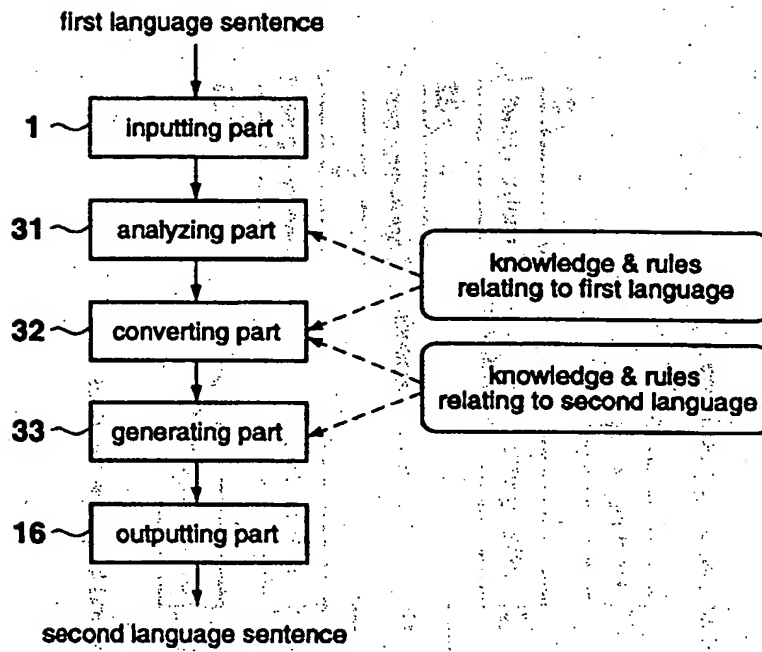 first language sentence
1 inputting part
31 analyzing part
knowledge & rules
relating to first language
32 converting part
knowledge & rules
relating to second language
33 generating part
16 outputting part
second language sentence